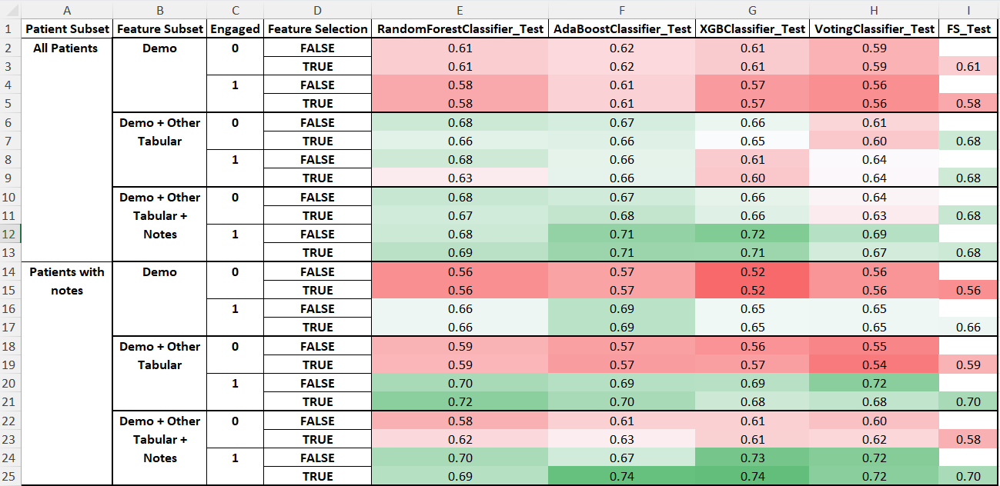 A B C D E F G H I
1 Patient Subset Feature Subset Engaged Feature Selection RandomForestClassifier_Test AdaBoostClassifier_Test XGBClassifier_Test VotingClassifier_Test FS_Test
2 All Patients Demo 0 FALSE 0.61 0.62 0.61 0.59
3 TRUE 0.61 0.62 0.61 0.59 0.61
4 1 FALSE 0.58 0.61 0.57 0.56
5 TRUE 0.58 0.61 0.57 0.56 0.58
6 Demo + Other 0 FALSE 0.68 0.67 0.66 0.61
7 Tabular TRUE 0.66 0.66 0.65 0.60 0.68
8 1 FALSE 0.68 0.66 0.61 0.64
9 TRUE 0.63 0.66 0.60 0.64 0.68
10 Demo + Other 0 FALSE 0.68 0.67 0.66 0.64
11 Tabular + TRUE 0.67 0.68 0.66 0.63 0.68
12 Notes 1 FALSE 0.68 0.71 0.72 0.69
13 TRUE 0.69 0.71 0.71 0.67 0.68
14 Patients with Demo 0 FALSE 0.56 0.57 0.52 0.56
15 notes TRUE 0.56 0.57 0.52 0.56 0.56
16 1 FALSE 0.66 0.69 0.65 0.65
17 TRUE 0.66 0.69 0.65 0.65 0.66
18 Demo + Other 0 FALSE 0.59 0.57 0.56 0.55
19 Tabular TRUE 0.59 0.57 0.57 0.54 0.59
20 1 FALSE 0.70 0.69 0.69 0.72
21 TRUE 0.72 0.70 0.68 0.68 0.70
22 Demo + Other 0 FALSE 0.58 0.61 0.61 0.60
23 Tabular + TRUE 0.62 0.63 0.61 0.62 0.58
24 Notes 1 FALSE 0.70 0.67 0.73 0.72
25 TRUE 0.69 0.74 0.74 0.72 0.70